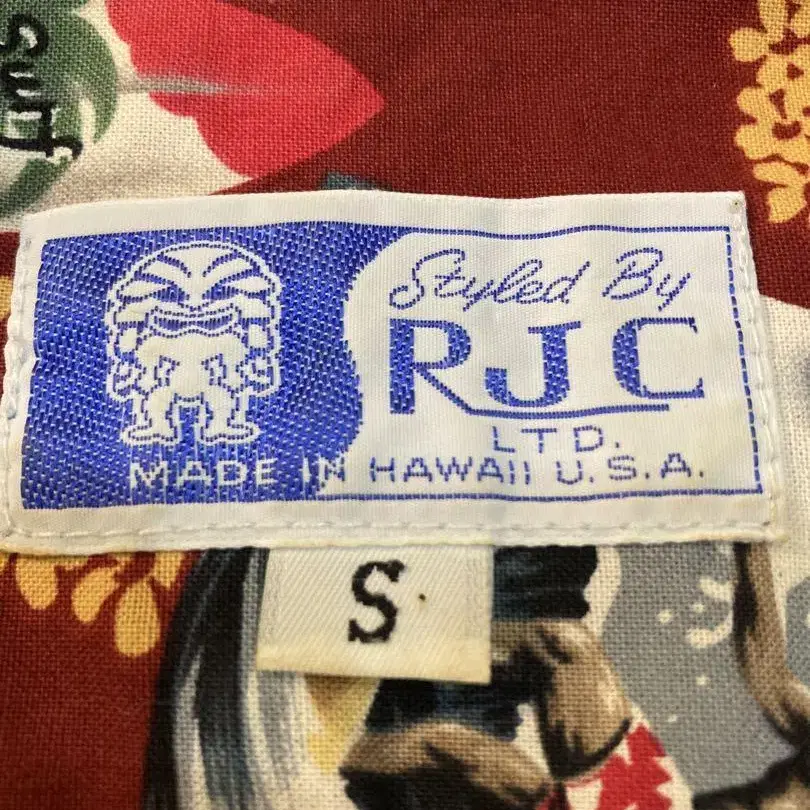 Surf
Styled By
RJC
LTD.
MADE IN HAWAII U.S.A.
S